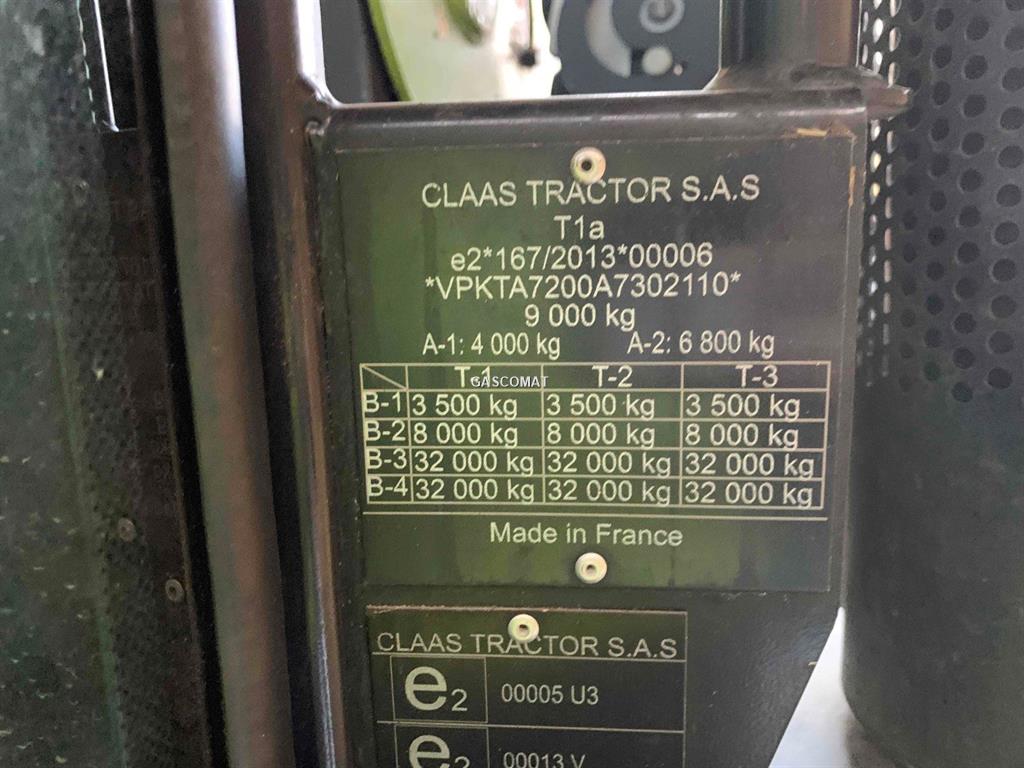 CLAAS TRACTOR S.A.S
T1a
e2*167/2013*00006
*VPKTA7200A7302110*
9 000 kg
A-1: 4 000 kg A-2: 6 800 kg
T-1 T-2 T-3
GASCOMAT
B-1 3 500 kg 3 500 kg 3 500 kg
B-2 8 000 kg 8 000 kg 8 000 kg
B-3 32 000 kg 32 000 kg 32 000 kg
B-4 32 000 kg 32 000 kg 32 000 kg
Made in France
CLAAS TRACTOR S.A.S
e2 00005 U3
e2 00013 V